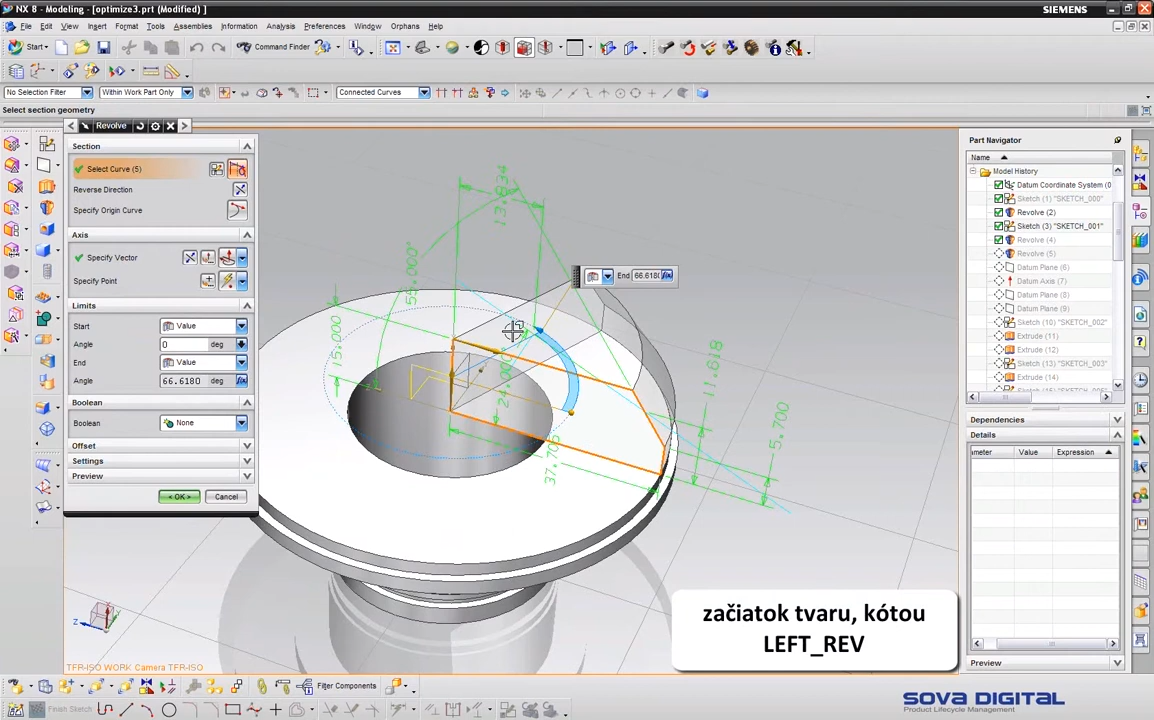 NX 8 - Modeling - [optimize3.prt (Modified) ]
SIEMENS
File Edit View Insert Format Tools Assemblies Information Analysis Preferences Window Orphans Help
Start
Command Finder
No Selection Filter
Within Work Part Only
Connected Curves
Select section geometry
Revolve
Section
Select Curve (5)
Reverse Direction
Specify Origin Curve
Axis
Specify Vector
Specify Point
Limits
Start Value
Angle 0 deg
End Value
Angle 66.6180 deg
Boolean
Boolean None
Offset
Settings
Preview
< OK > Cancel
13.834
55.000°
15.000
24.000
37.700
11.618
5.700
End 66.618
Part Navigator
Name
Model History
Datum Coordinate System (0
Sketch (1) "SKETCH_000"
Revolve (2)
Sketch (3) "SKETCH_001"
Revolve (4)
Revolve (5)
Datum Plane (6)
Datum Axis (7)
Datum Plane (8)
Datum Plane (9)
Sketch (10) "SKETCH_002"
Extrude (11)
Extrude (12)
Sketch (13) "SKETCH_003"
Extrude (14)
Dependencies
Details
ameter Value Expression
Preview
začiatok tvaru, kótou
LEFT_REV
TFR-ISO WORK Camera TFR-ISO
Filter Components
Finish Sketch
SOVA DIGITAL
Product Lifecycle Management